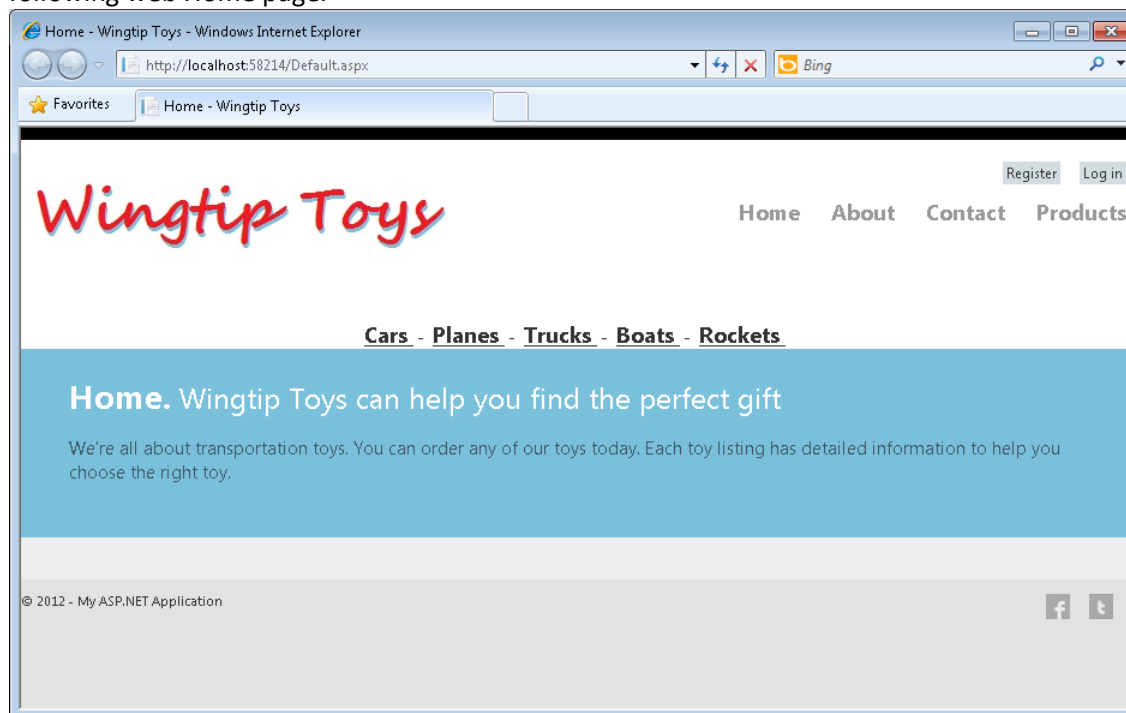 following web Home page:
Home - Wingtip Toys - Windows Internet Explorer
http://localhost:58214/Default.aspx
Bing
Favorites
Home - Wingtip Toys
Register Log in
Wingtip Toys
Home About Contact Products
Cars - Planes - Trucks - Boats - Rockets
Home. Wingtip Toys can help you find the perfect gift
We're all about transportation toys. You can order any of our toys today. Each toy listing has detailed information to help you
choose the right toy.
© 2012 - My ASP.NET Application
f t